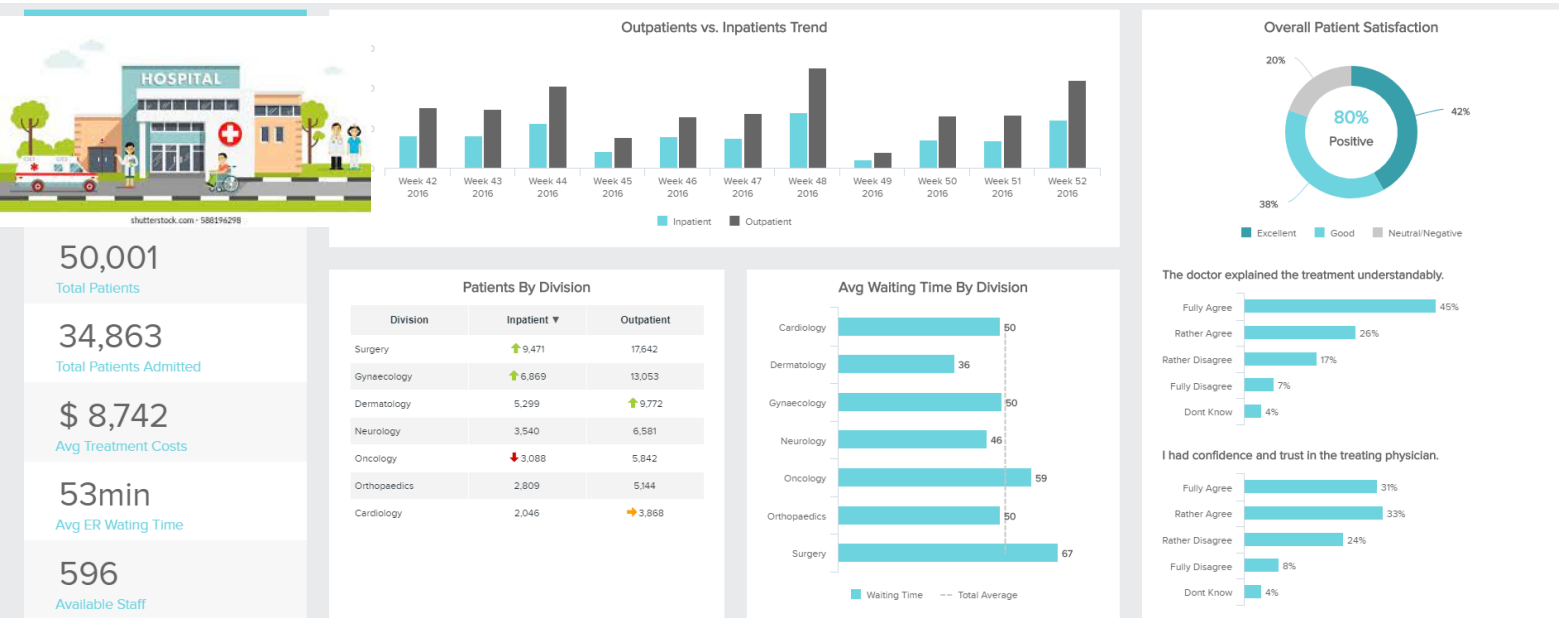 HOSPITAL
shutterstock.com · 588196298
50,001
Total Patients
34,863
Total Patients Admitted
$ 8,742
Avg Treatment Costs
53min
Avg ER Wating Time
596
Available Staff
Outpatients vs. Inpatients Trend
Week 42 Week 43 Week 44 Week 45 Week 46 Week 47 Week 48 Week 49 Week 50 Week 51 Week 52
2016 2016 2016 2016 2016 2016 2016 2016 2016 2016 2016
Inpatient Outpatient
Patients By Division
Division Inpatient ▼ Outpatient
Surgery 9,471 17,642
Gynaecology 6,869 13,053
Dermatology 5,299 9,772
Neurology 3,540 6,581
Oncology 3,088 5,842
Orthopaedics 2,809 5,144
Cardiology 2,046 3,868
Avg Waiting Time By Division
Cardiology 50
Dermatology 36
Gynaecology 50
Neurology 46
Oncology 59
Orthopaedics 50
Surgery 67
Waiting Time Total Average
Overall Patient Satisfaction
20%
42%
80%
Positive
38%
Excellent Good Neutral/Negative
The doctor explained the treatment understandably.
Fully Agree 45%
Rather Agree 26%
Rather Disagree 17%
Fully Disagree 7%
Dont Know 4%
I had confidence and trust in the treating physician.
Fully Agree 31%
Rather Agree 33%
Rather Disagree 24%
Fully Disagree 8%
Dont Know 4%